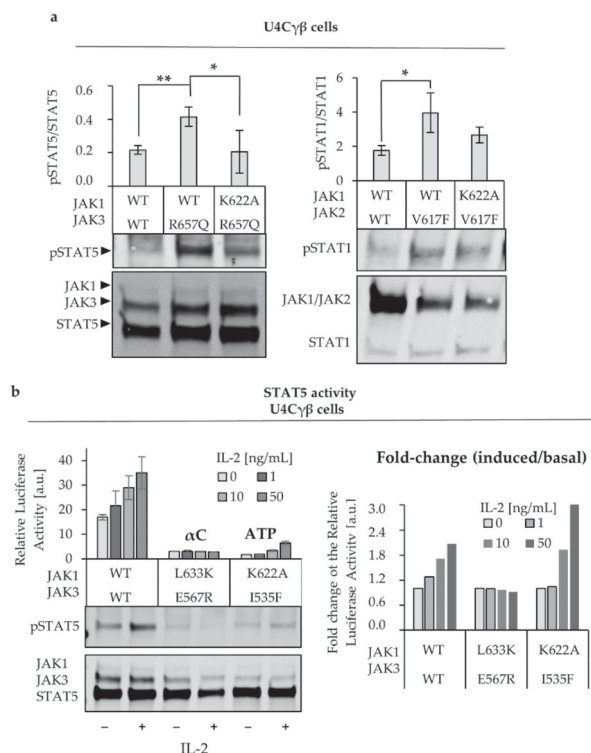 a
U4Cγβ cells
pSTAT5/STAT5
0.6
0.4
0.2
0.0
**
*
JAK1 WT WT K622A
JAK3 WT R657Q R657Q
pSTAT5
JAK1
JAK3
STAT5
pSTAT1/STAT1
6
4
2
0
*
JAK1 WT WT K622A
JAK2 WT V617F V617F
pSTAT1
JAK1/JAK2
STAT1
b
STAT5 activity
U4Cγβ cells
Relative Luciferase
Activity [a.u.]
40
30
20
10
0
IL-2 [ng/mL]
0 1
10 50
αC ATP
JAK1 WT L633K K622A
JAK3 WT E567R I535F
pSTAT5
JAK1
JAK3
STAT5
– + – + – +
IL-2
Fold-change (induced/basal)
Fold change ot the Relative
Luciferase Activity [a.u.]
3.0
2.4
1.8
1.2
0.6
0.0
IL-2 [ng/mL]
0 1
10 50
JAK1 WT L633K K622A
JAK3 WT E567R I535F